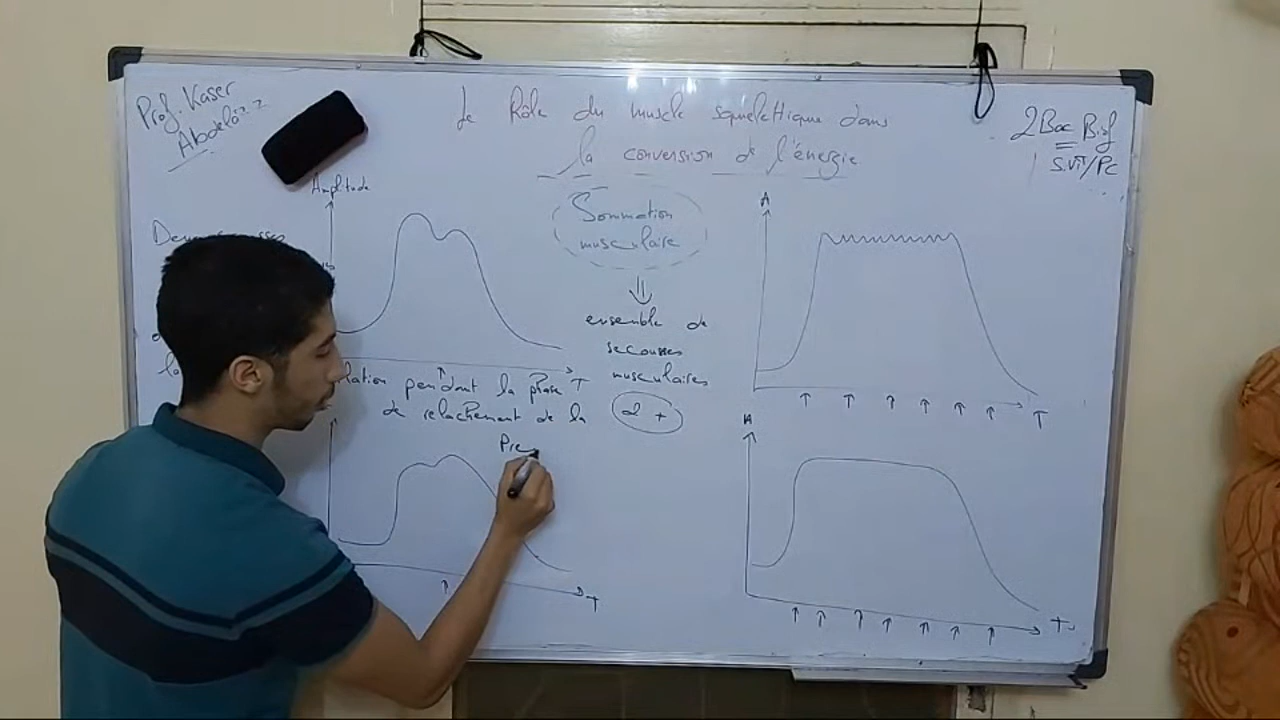 Prof. Kaser
Abdelaziz
Le Rôle du muscle squelettique dans
la conversion de l'énergie
2Bac Biof
SVT/PC
Amplitude
Sommation
musculaire
⇓
ensemble de
secousses
musculaires
2 +
pendant la phase
de relachement de la
Pre
T
T
A
T
A
T